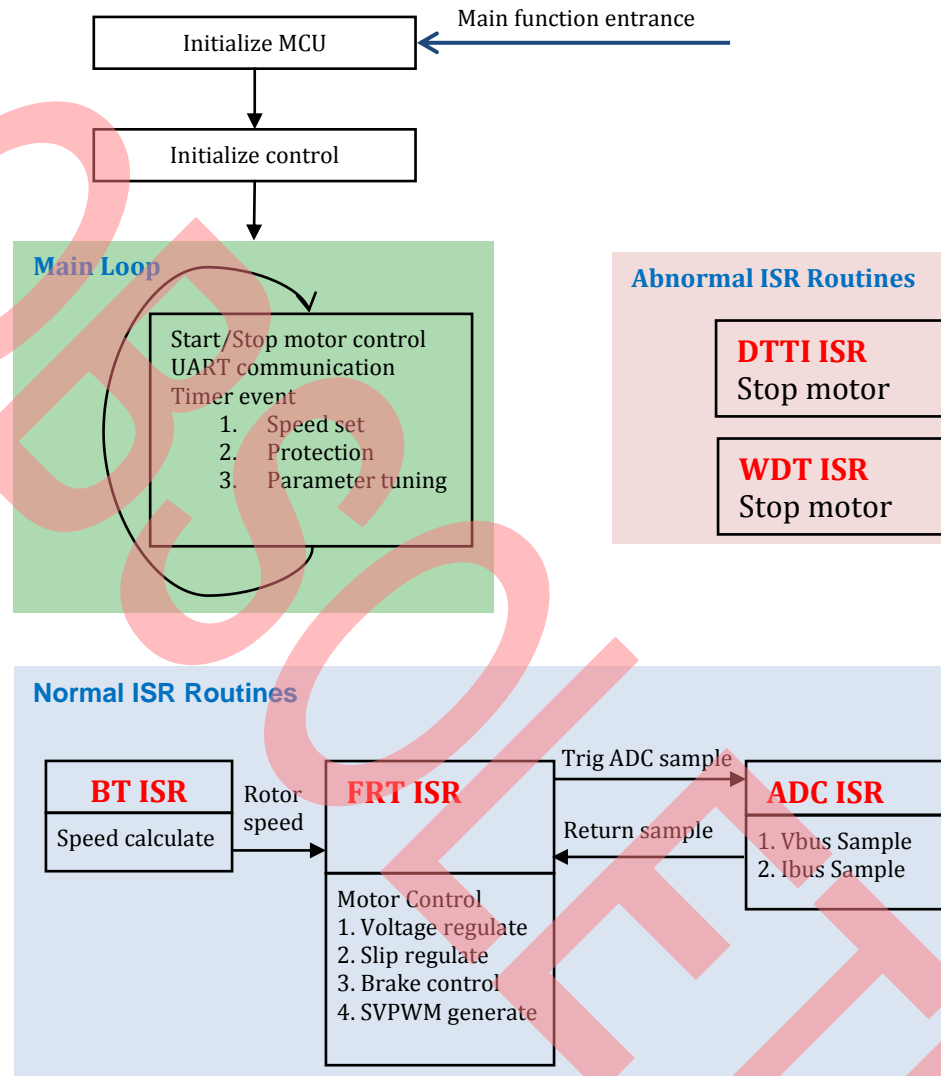 Main function entrance
Initialize MCU
Initialize control
Main Loop
Start/Stop motor control
UART communication
Timer event
1. Speed set
2. Protection
3. Parameter tuning
Abnormal ISR Routines
DTTI ISR
Stop motor
WDT ISR
Stop motor
Normal ISR Routines
BT ISR
Speed calculate
Rotor
speed
FRT ISR
Motor Control
1. Voltage regulate
2. Slip regulate
3. Brake control
4. SVPWM generate
Trig ADC sample
Return sample
ADC ISR
1. Vbus Sample
2. Ibus Sample
OBSOLET